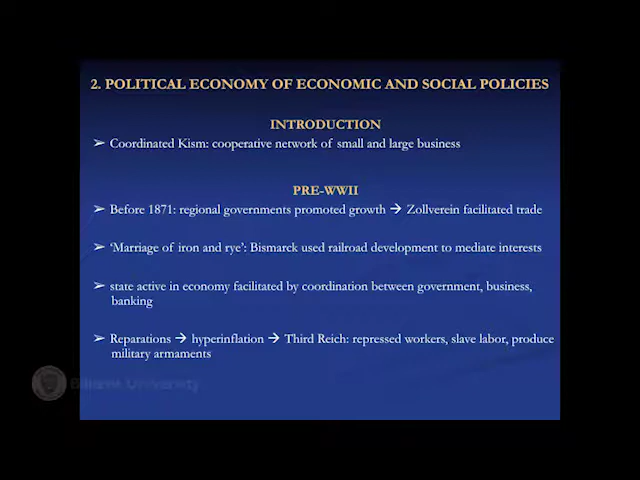 2. POLITICAL ECONOMY OF ECONOMIC AND SOCIAL POLICIES
INTRODUCTION
➢ Coordinated Kism: cooperative network of small and large business
PRE-WWII
➢ Before 1871: regional governments promoted growth → Zollverein facilitated trade
➢ ‘Marriage of iron and rye’: Bismarck used railroad development to mediate interests
➢ state active in economy facilitated by coordination between government, business,
banking
➢ Reparations → hyperinflation → Third Reich: repressed workers, slave labor, produce
military armaments
Bilkent University